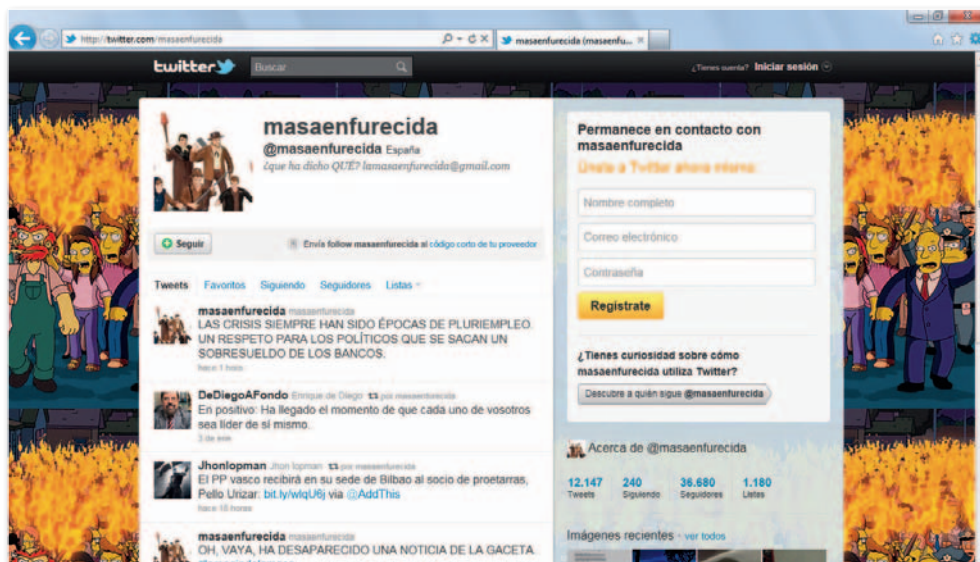 http://twitter.com/masaenfurecida
masaenfurecida (masaenfu...
twitter
Buscar
¿Tienes cuenta? Iniciar sesión
masaenfurecida
@masaenfurecida España
¿que ha dicho QUÉ? lamasaenfurecida@gmail.com
Seguir
Envía follow masaenfurecida al código corto de tu proveedor
Tweets Favoritos Siguiendo Seguidores Listas
masaenfurecida masaenfurecida
LAS CRISIS SIEMPRE HAN SIDO ÉPOCAS DE PLURIEMPLEO.
UN RESPETO PARA LOS POLÍTICOS QUE SE SACAN UN
SOBRESUELDO DE LOS BANCOS.
hace 1 hora
DeDiegoAFondo Enrique de Diego por masaenfurecida
En positivo: Ha llegado el momento de que cada uno de vosotros
sea líder de sí mismo.
3 de ene
Jhonlopman Jhon lopman por masaenfurecida
El PP vasco recibirá en su sede de Bilbao al socio de proetarras,
Pello Urizar: bit.ly/wlqU6j via @AddThis
hace 18 horas
masaenfurecida masaenfurecida
OH, VAYA, HA DESAPARECIDO UNA NOTICIA DE LA GACETA
Permanece en contacto con
masaenfurecida
Únete a Twitter ahora mismo
Nombre completo
Correo electrónico
Contraseña
Regístrate
¿Tienes curiosidad sobre cómo
masaenfurecida utiliza Twitter?
Descubre a quién sigue @masaenfurecida
Acerca de @masaenfurecida
12.147 240 36.680 1.180
Tweets Siguiendo Seguidores Listas
Imágenes recientes · ver todos